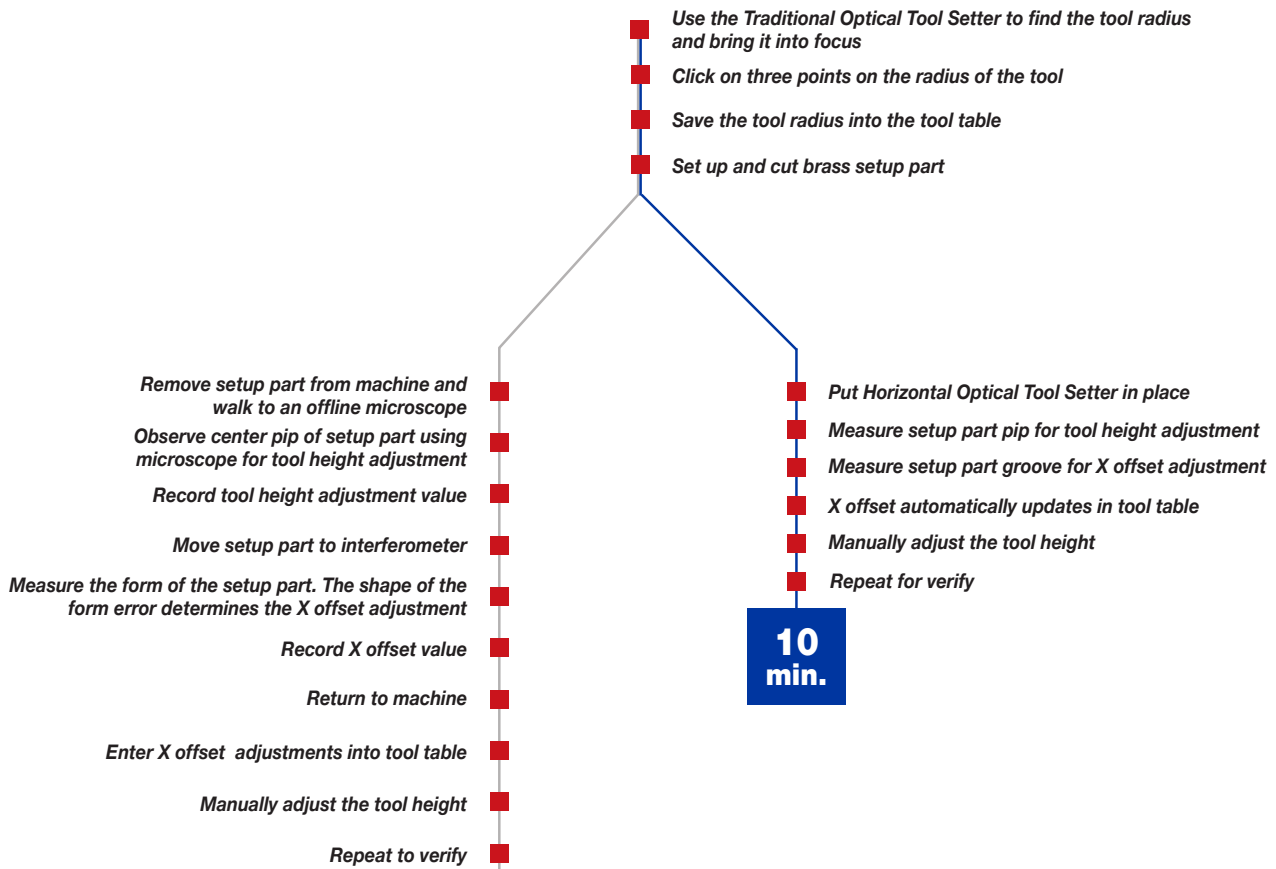 Use the Traditional Optical Tool Setter to find the tool radius
and bring it into focus
Click on three points on the radius of the tool
Save the tool radius into the tool table
Set up and cut brass setup part
Remove setup part from machine and
walk to an offline microscope
Observe center pip of setup part using
microscope for tool height adjustment
Record tool height adjustment value
Move setup part to interferometer
Measure the form of the setup part. The shape of the
form error determines the X offset adjustment
Record X offset value
Return to machine
Enter X offset adjustments into tool table
Manually adjust the tool height
Repeat to verify
Put Horizontal Optical Tool Setter in place
Measure setup part pip for tool height adjustment
Measure setup part groove for X offset adjustment
X offset automatically updates in tool table
Manually adjust the tool height
Repeat for verify
10
min.